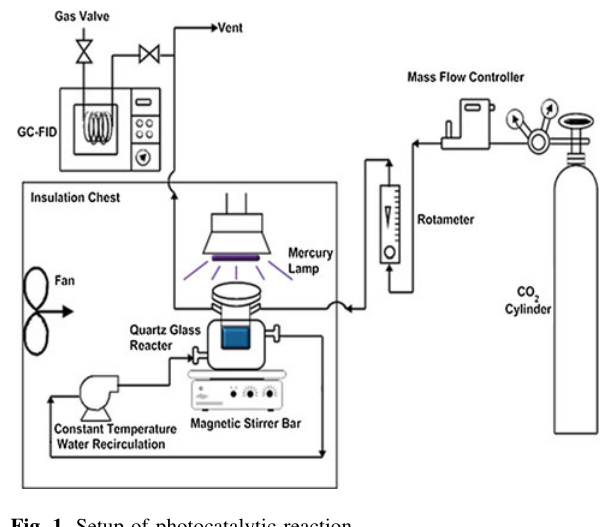 Gas Valve
Vent
GC-FID
Mass Flow Controller
Insulation Chest
Rotameter
Mercury
Lamp
Fan
CO2
Cylinder
Quartz Glass
Reacter
Constant Temperature
Water Recirculation
Magnetic Stirrer Bar
Fig. 1. Setup of photocatalytic reaction